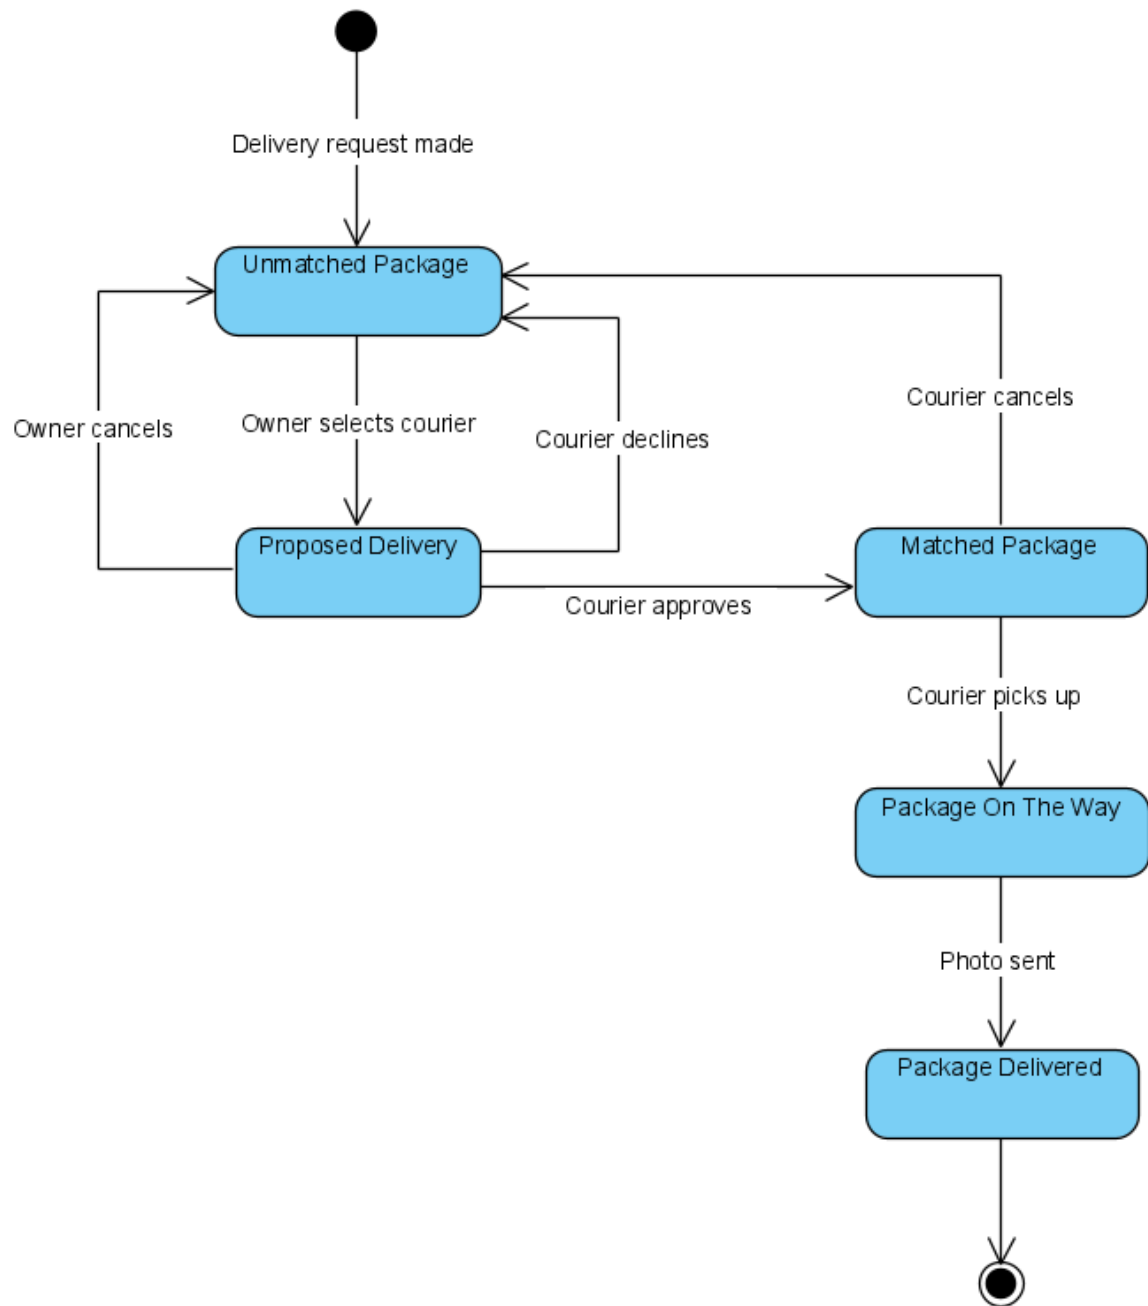 Delivery request made
Unmatched Package
Owner cancels
Owner selects courier
Courier declines
Courier cancels
Proposed Delivery
Matched Package
Courier approves
Courier picks up
Package On The Way
Photo sent
Package Delivered